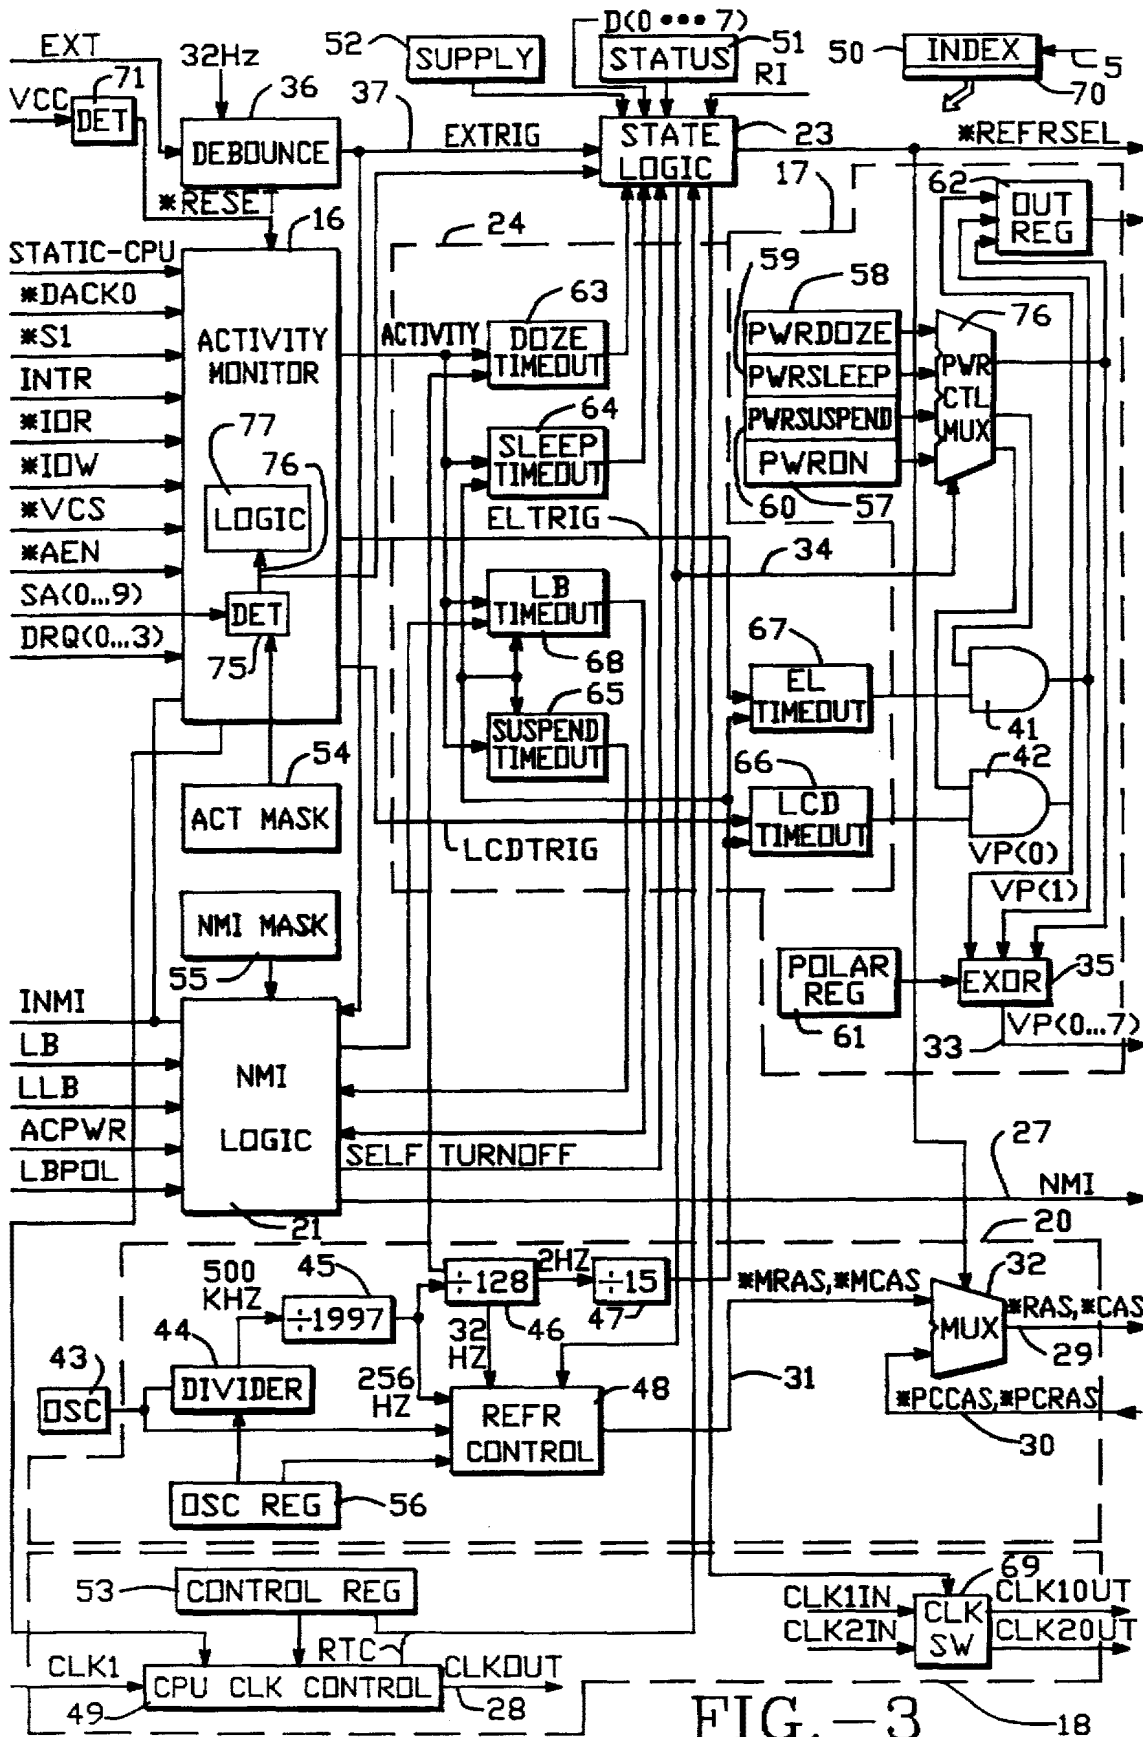 D(0 ••• 7)
EXT
52
SUPPLY
STATUS
51
50
INDEX
5
70
71
32Hz
VCC
DET
36
37
RI
DEBOUNCE
EXTRIG
STATE
LOGIC
23
*REFRSEL
*RESET
16
24
17
62
OUT
REG
STATIC-CPU
*DACK0
*S1
INTR
*IOR
*IOW
*VCS
*AEN
SA(0...9)
DRQ(0...3)
ACTIVITY
MONITOR
77
76
LOGIC
DET
75
ACTIVITY
63
DOZE
TIMEOUT
64
SLEEP
TIMEOUT
59
58
PWRDOZE
PWRSLEEP
PWRSUSPEND
PWRON
60
57
76
PWR
CTL
MUX
ELTRIG
34
LB
TIMEOUT
68
65
SUSPEND
TIMEOUT
67
EL
TIMEOUT
41
42
66
LCD
TIMEOUT
54
ACT MASK
LCDTRIG
VP(0)
VP(1)
NMI MASK
55
POLAR
REG
61
EXOR
35
VP(0...7)
33
INMI
LB
LLB
ACPWR
LBPOL
NMI
LOGIC
21
SELF TURNOFF
27
NMI
20
500
KHZ
45
÷1997
÷128
46
2HZ
÷15
47
*MRAS,*MCAS
32
MUX
*RAS,*CAS
29
44
43
OSC
DIVIDER
32
HZ
256
HZ
REFR
CONTROL
48
31
*PCCAS,*PCRAS
30
OSC REG
56
53
CONTROL REG
RTC
CLK1
CPU CLK CONTROL
49
CLKOUT
28
CLK1IN
CLK2IN
69
CLK
SW
CLK1OUT
CLK2OUT
18
FIG.-3